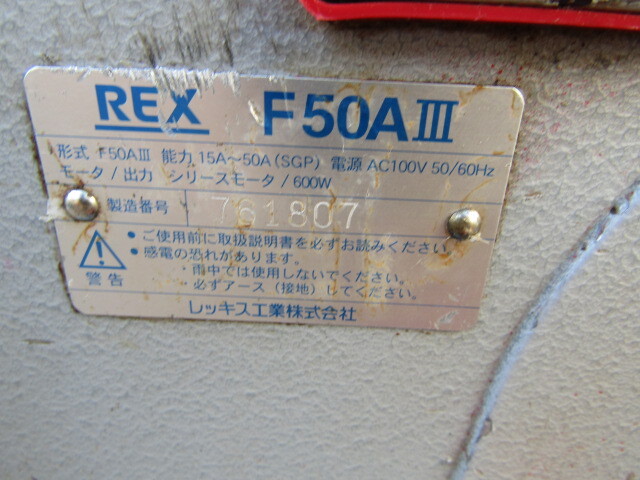 REX F50AⅢ
形式 F50AⅢ 能力 15A～50A(SGP) 電源 AC100V 50/60Hz
モータ/出力 シリースモータ/600W
製造番号 761807
• ご使用前に取扱説明書を必ずお読みください。
• 感電の恐れがあります。
・雨中では使用しないでください。
・必ずアース（接地）してください。
警告
レッキス工業株式会社